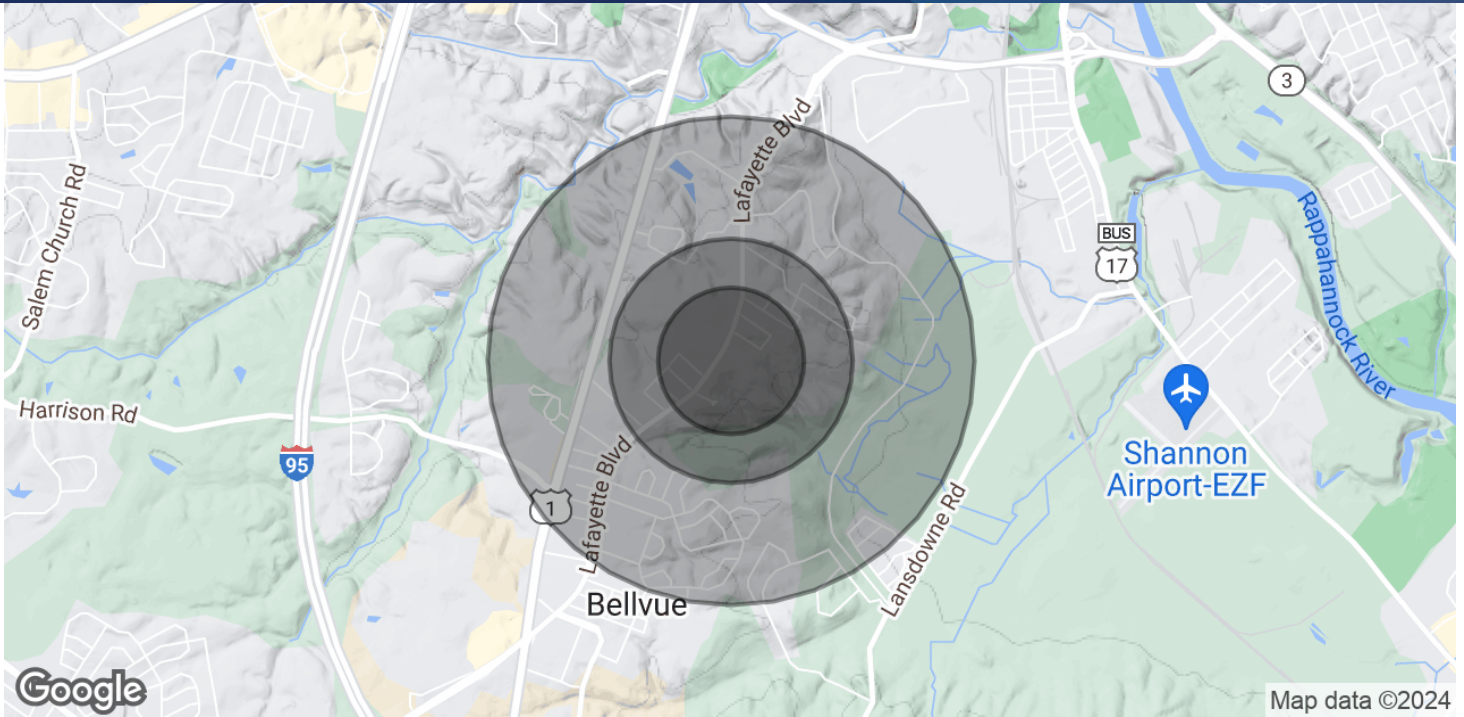 3
Lafayette Blvd
Salem Church Rd
BUS
17
Rappahannock River
Harrison Rd
95
Shannon
Airport-EZF
1
Lafayette Blvd
Lansdowne Rd
Bellvue
Google
Map data ©2024